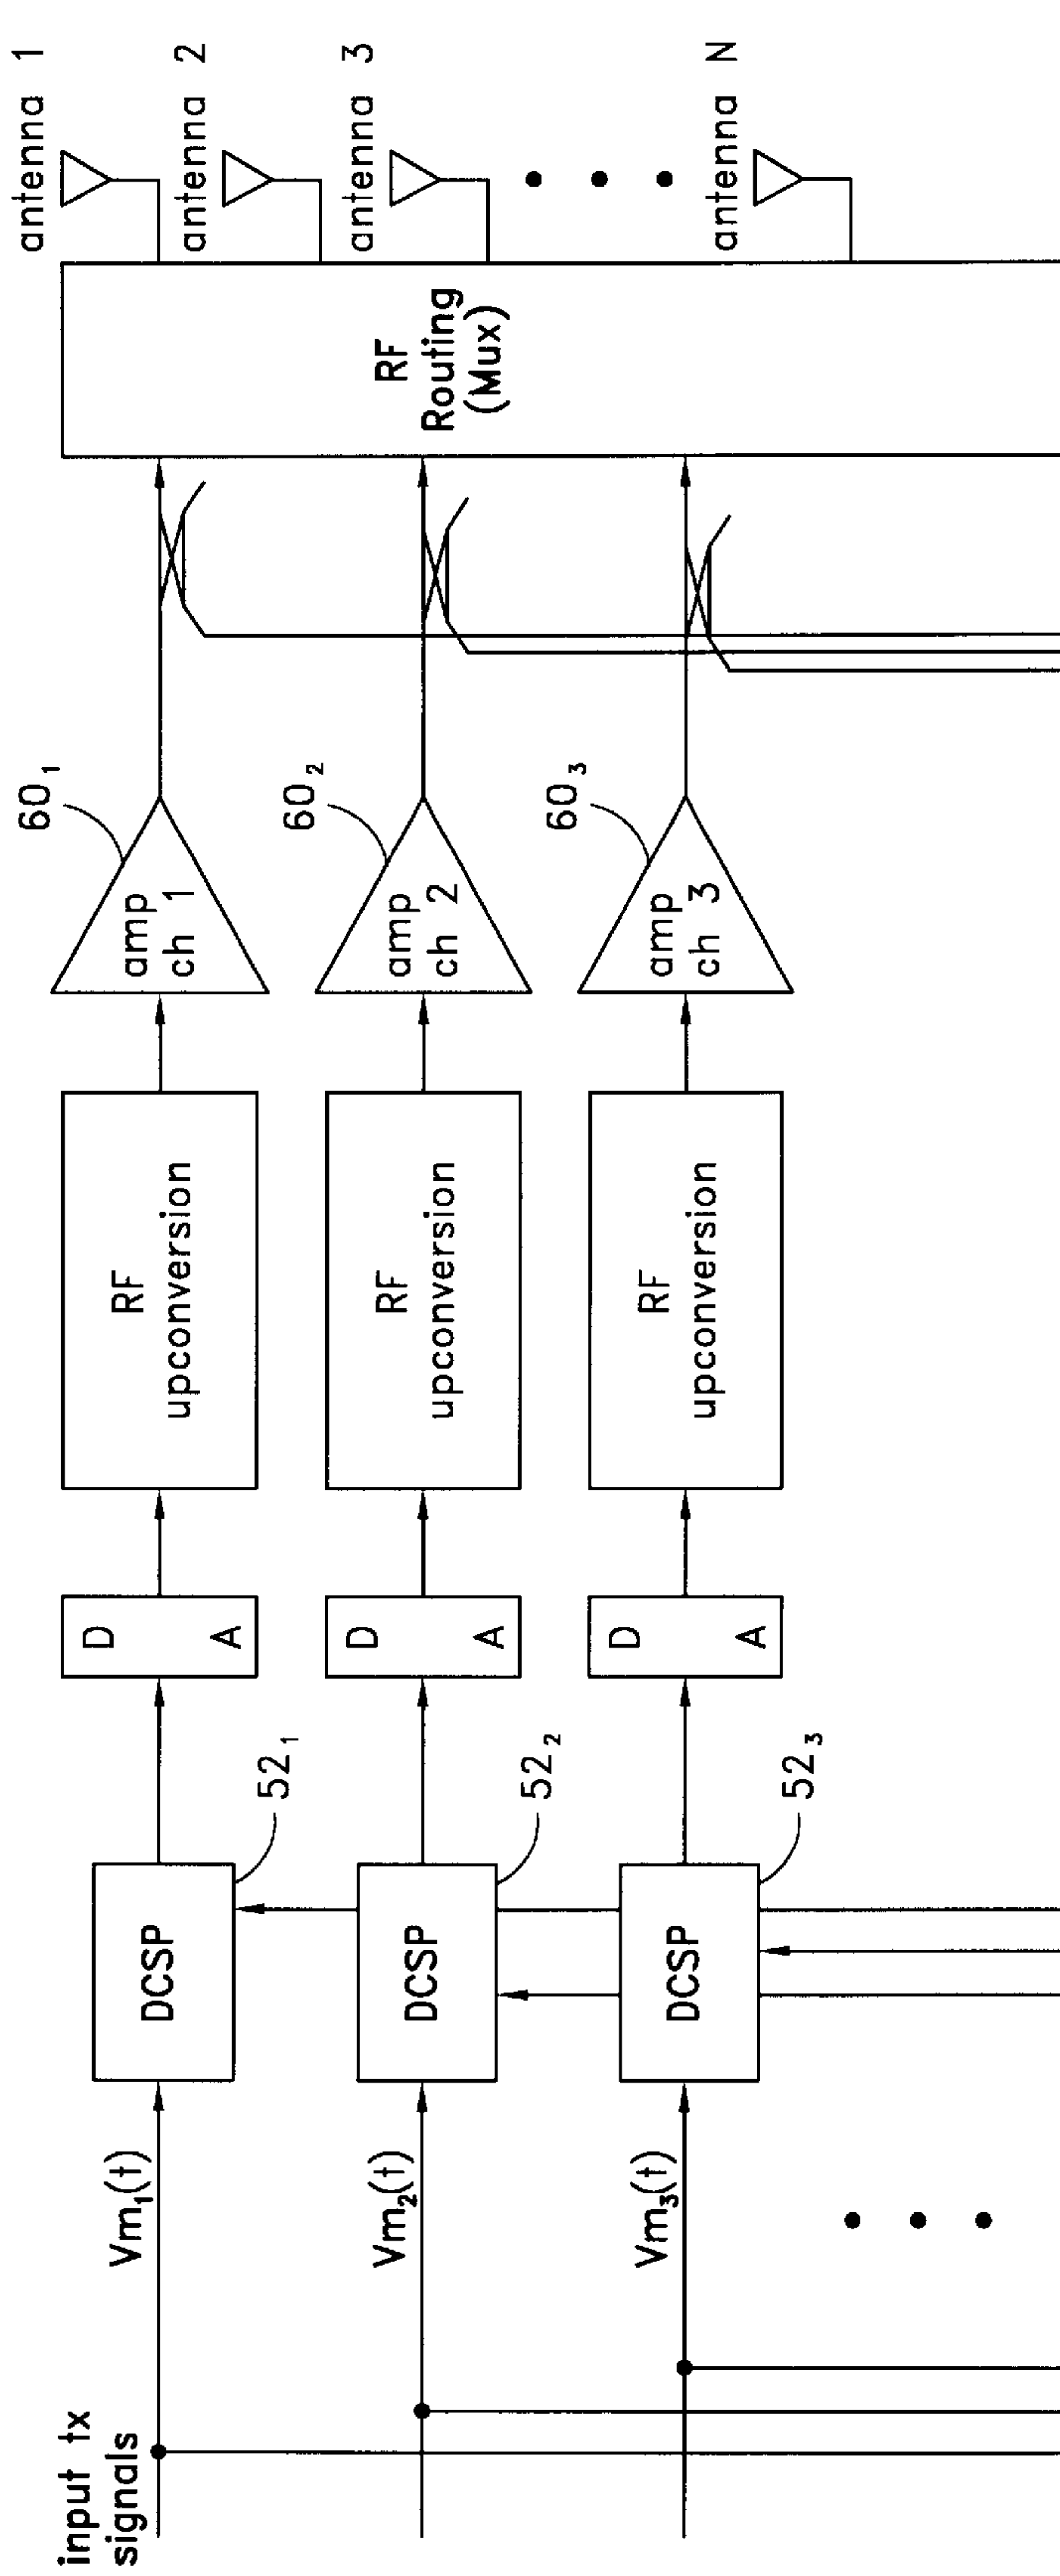 input tx
signals
Vm₁(t)
DCSP
52₁
D
A
RF
upconversion
amp
ch 1
60₁
Vm₂(t)
DCSP
52₂
D
A
RF
upconversion
amp
ch 2
60₂
Vm₃(t)
DCSP
52₃
D
A
RF
upconversion
amp
ch 3
60₃
RF
Routing
(Mux)
antenna 1
antenna 2
antenna 3
antenna N